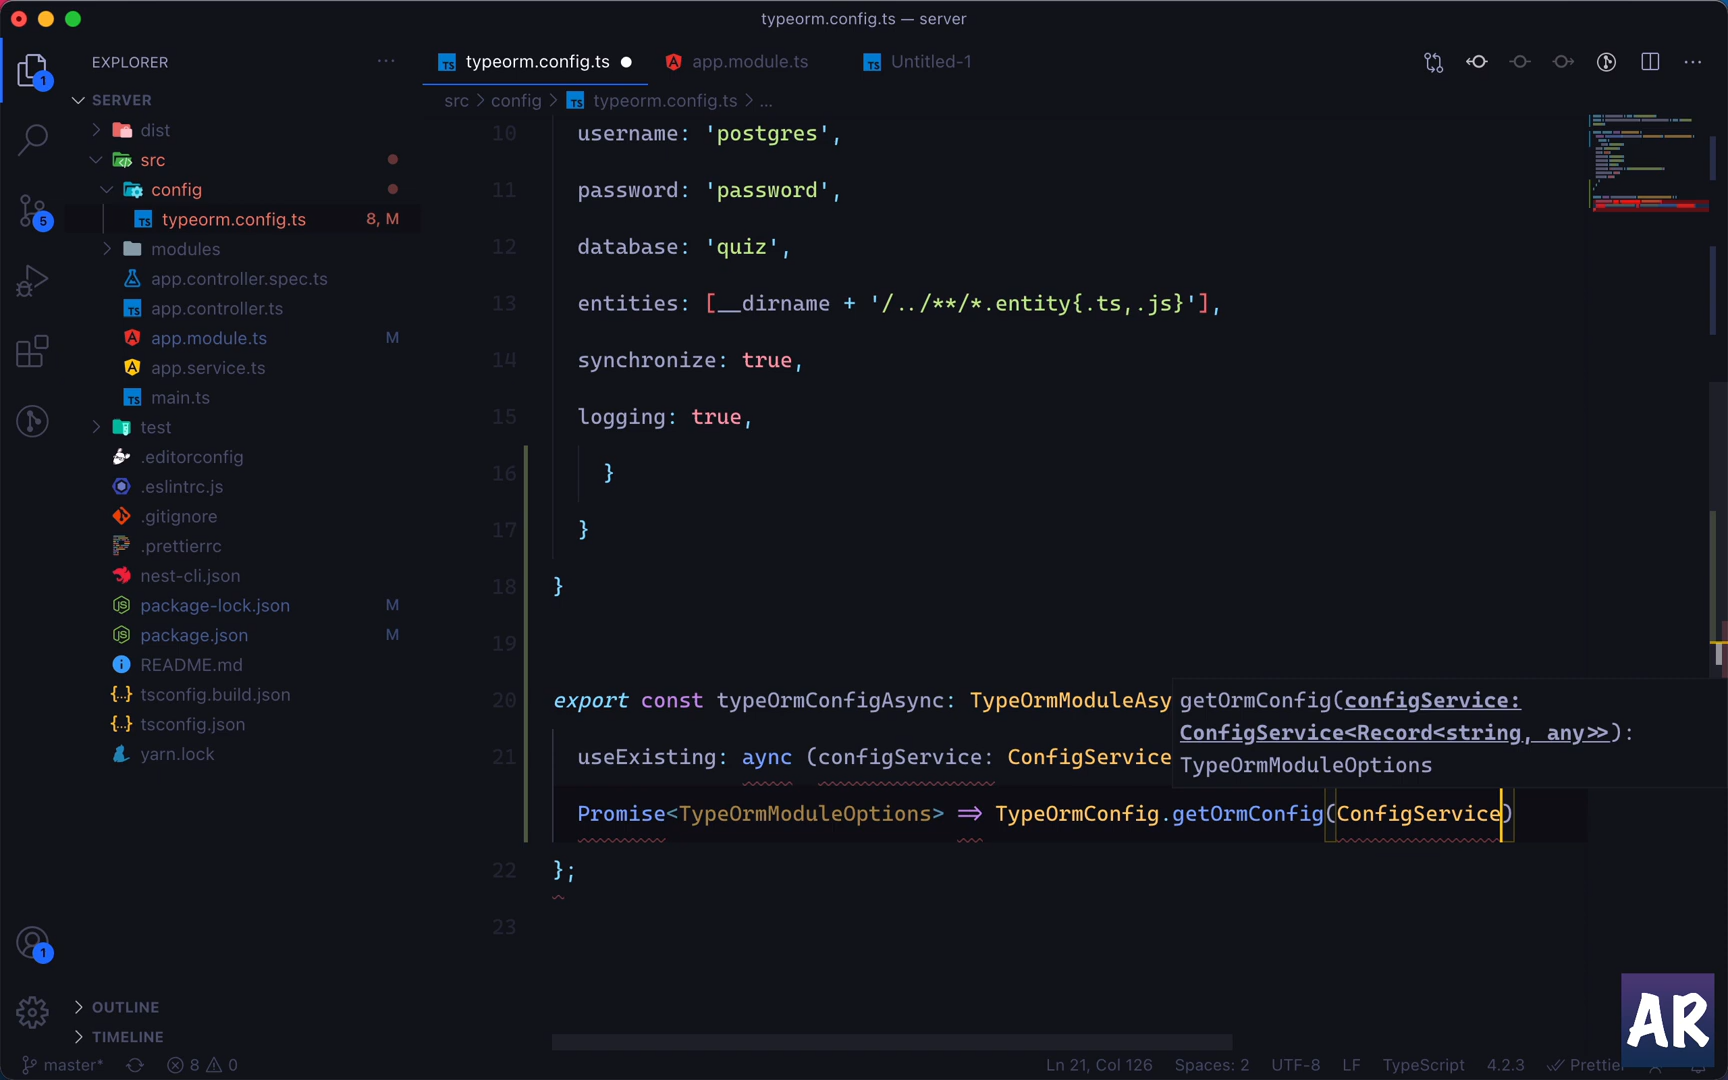 typeorm.config.ts — server
EXPLORER
typeorm.config.ts
app.module.ts
Untitled-1
SERVER
src > config > typeorm.config.ts > ...
dist
src
config
typeorm.config.ts 8, M
modules
app.controller.spec.ts
app.controller.ts
app.module.ts M
app.service.ts
main.ts
test
.editorconfig
.eslintrc.js
.gitignore
.prettierrc
nest-cli.json
package-lock.json M
package.json M
README.md
tsconfig.build.json
tsconfig.json
yarn.lock
OUTLINE
TIMELINE
1
5
1
10 username: 'postgres',
11 password: 'password',
12 database: 'quiz',
13 entities: [__dirname + '/../**/*.entity{.ts,.js}'],
14 synchronize: true,
15 logging: true,
16 }
17 }
18 }
19
20 export const typeOrmConfigAsync: TypeOrmModuleAsy
21 useExisting: aync (configService: ConfigService
Promise<TypeOrmModuleOptions> => TypeOrmConfig.getOrmConfig(ConfigService)
22 };
23
getOrmConfig(configService:
ConfigService<Record<string, any>>):
TypeOrmModuleOptions
AR
master* 8 0 Ln 21, Col 126 Spaces: 2 UTF-8 LF TypeScript 4.2.3 Prettie